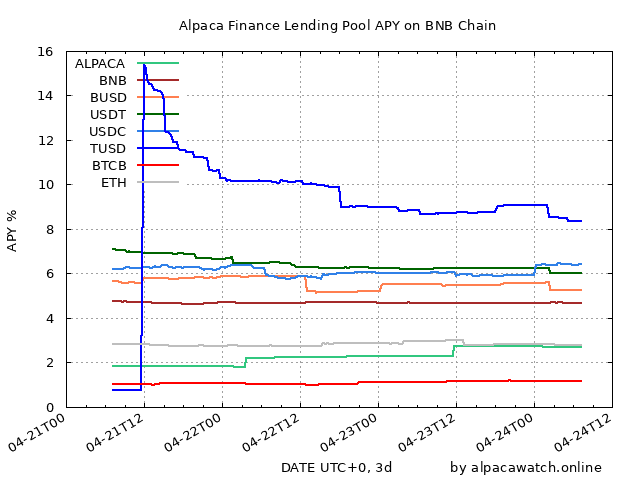 Alpaca Finance Lending Pool APY on BNB Chain
16
14
12
10
8
6
4
2
0
APY %
ALPACA
BNB
BUSD
USDT
USDC
TUSD
BTCB
ETH
04-21T00
04-21T12
04-22T00
04-22T12
04-23T00
04-23T12
04-24T00
04-24T12
DATE UTC+0, 3d
by alpacawatch.online